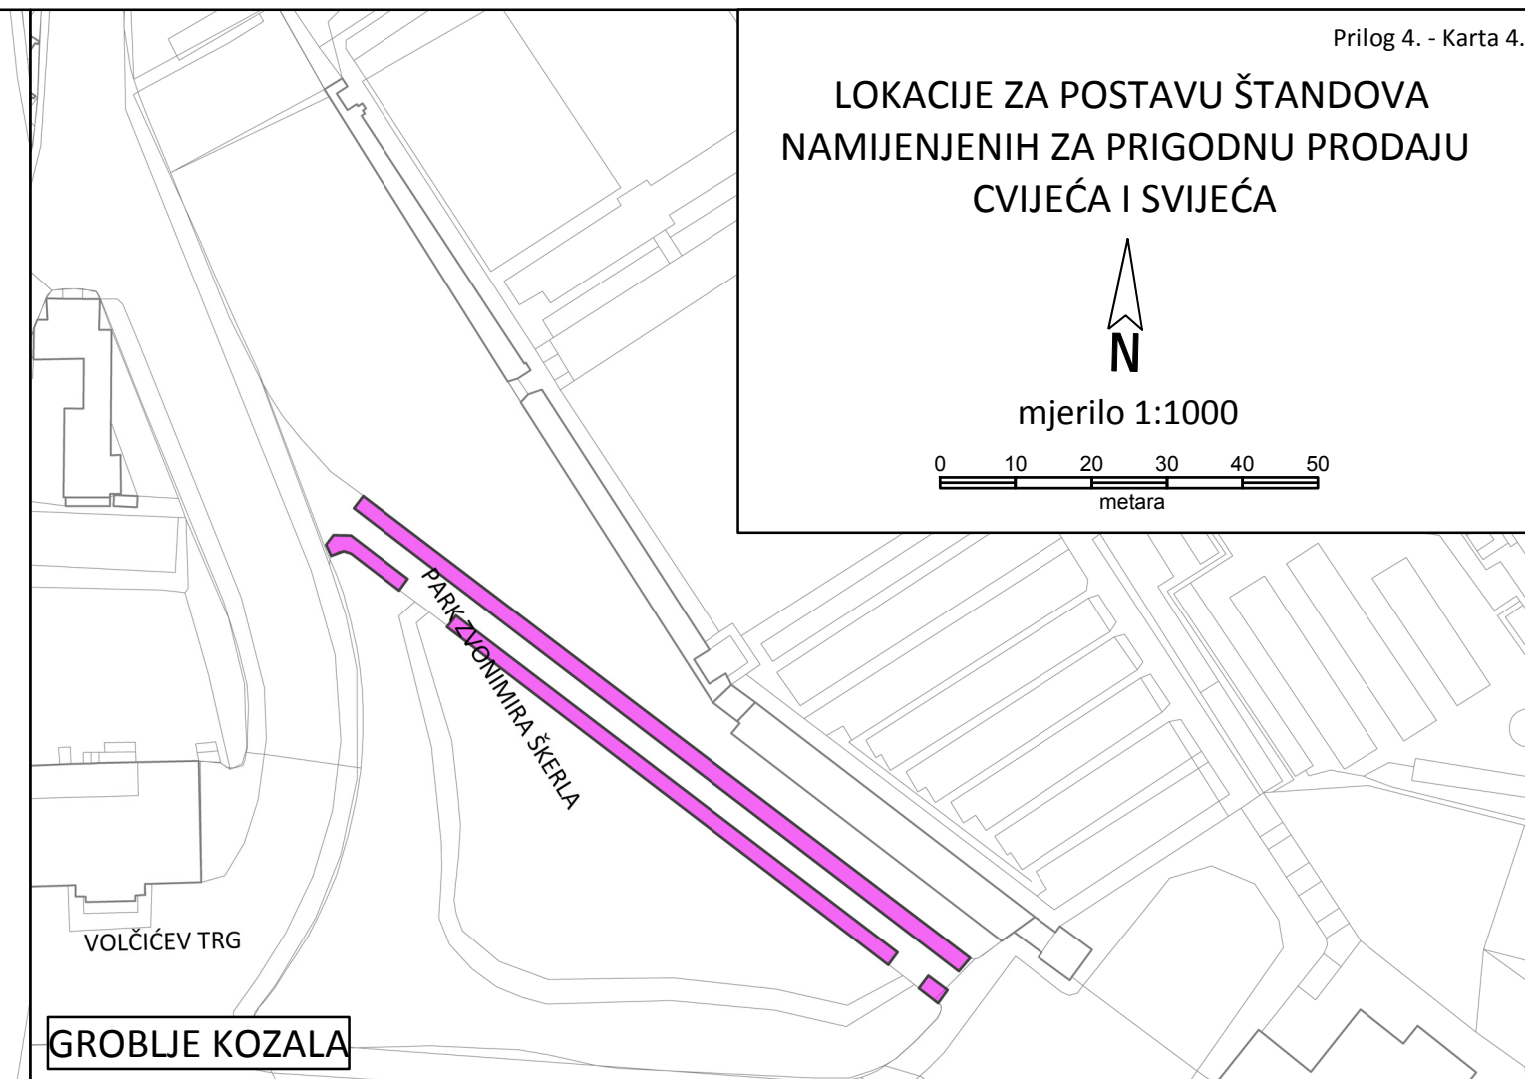 Prilog 4. - Karta 4.
LOKACIJE ZA POSTAVU ŠTANDOVA
NAMIJENJENIH ZA PRIGODNU PRODAJU
CVIJEĆA I SVIJEĆA
N
mjerilo 1:1000
0 10 20 30 40 50
metara
PARK ZVONIMIRA ŠKERLA
VOLČIĆEV TRG
GROBLJE KOZALA